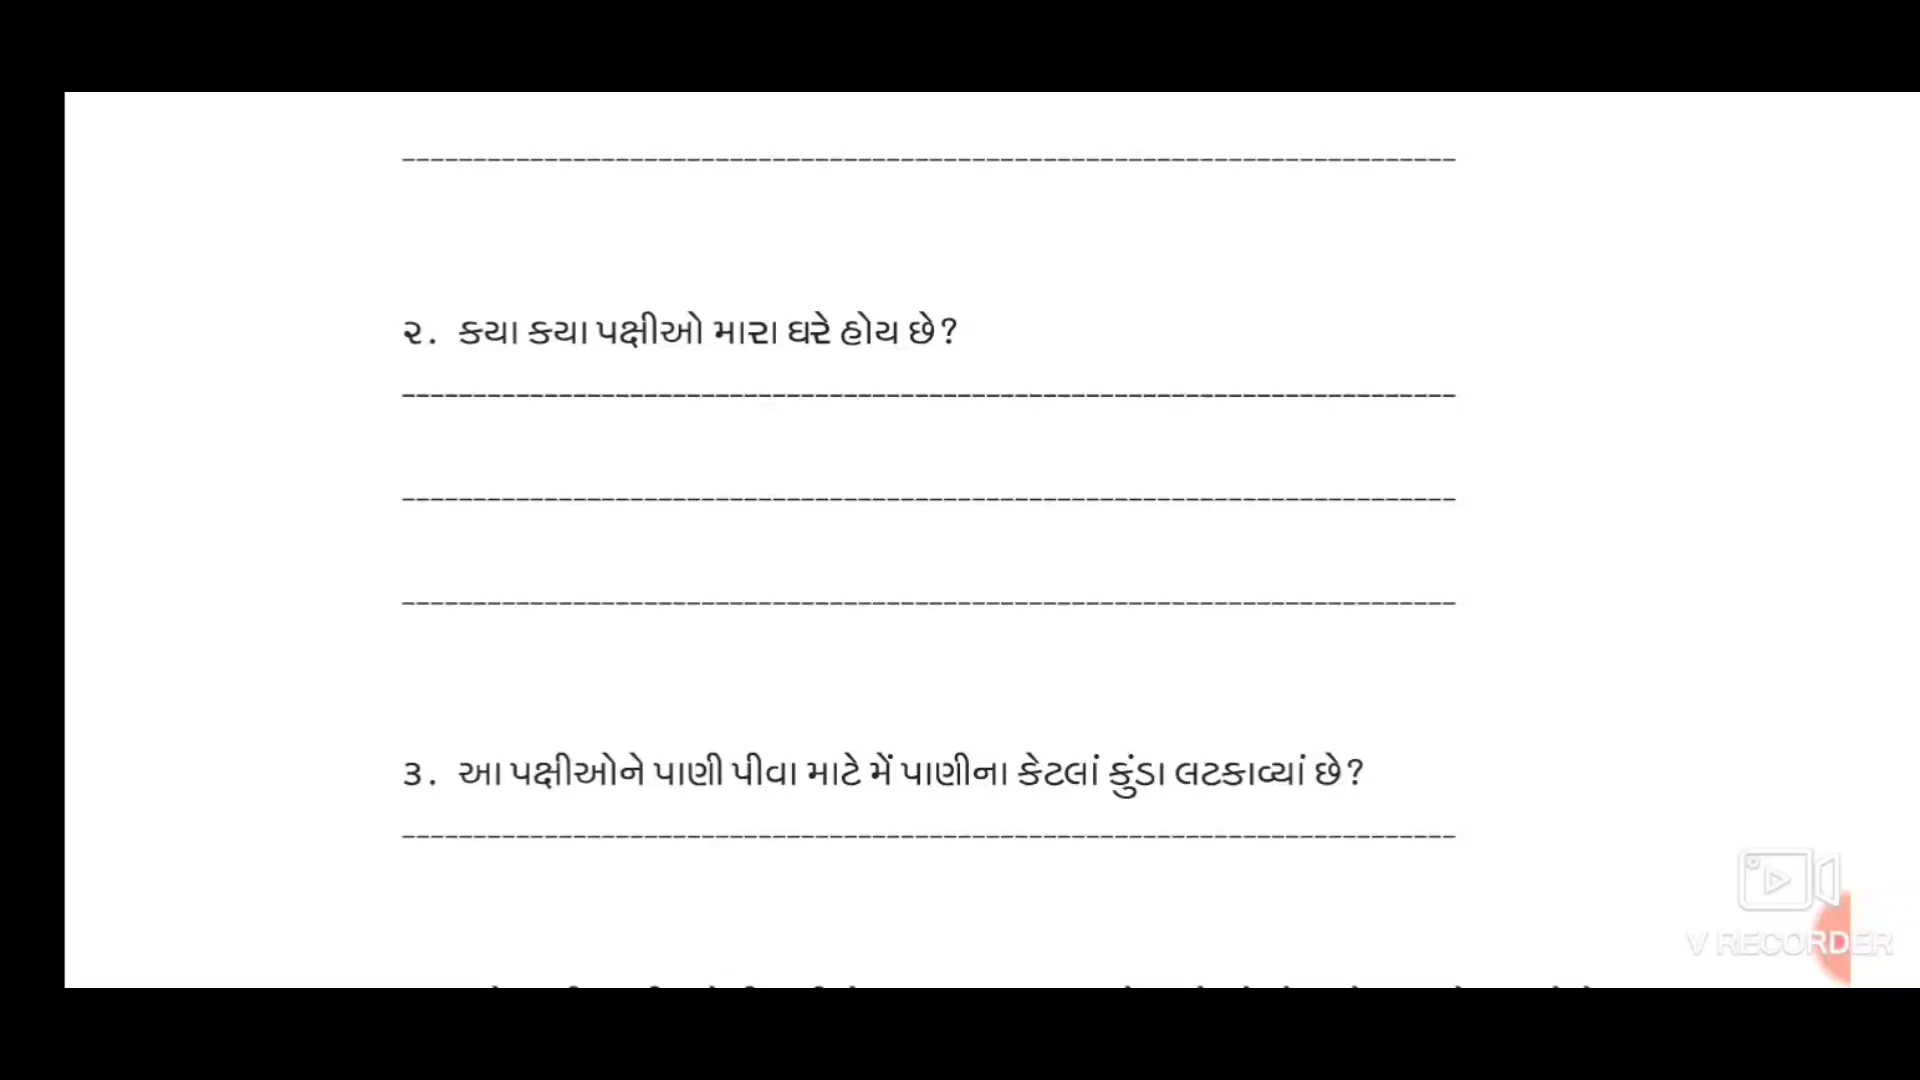 ૨. કયા કયા પક્ષીઓ મારા ઘરે હોય છે?
૩. આ પક્ષીઓને પાણી પીવા માટે મેં પાણીના કેટલાં કુંડા લટકાવ્યાં છે?
V RECORDER